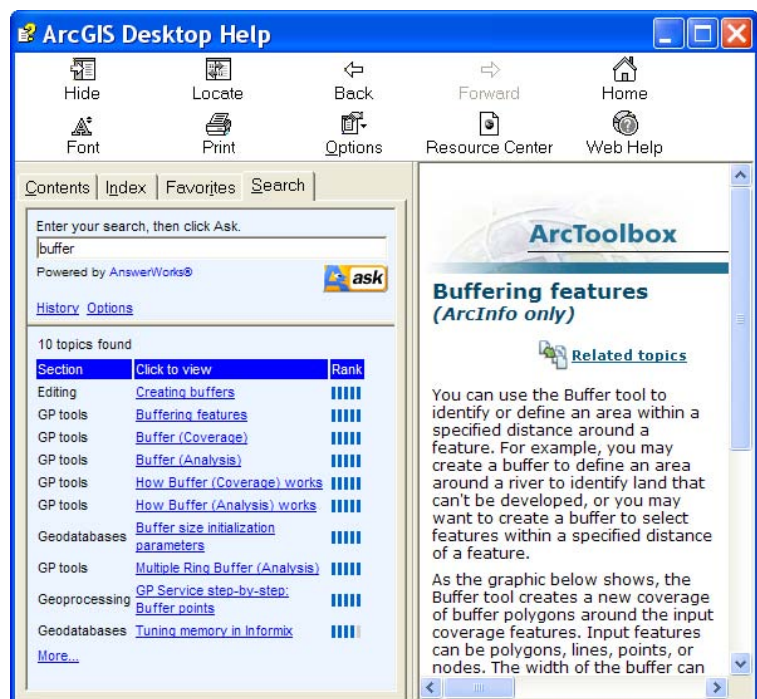 ArcGIS Desktop Help
Hide Locate Back Forward Home
Font Print Options Resource Center Web Help
Contents Index Favorites Search
Enter your search, then click Ask.
buffer
Powered by AnswerWorks®
ask
History Options
10 topics found
Section Click to view Rank
Editing Creating buffers
GP tools Buffering features
GP tools Buffer (Coverage)
GP tools Buffer (Analysis)
GP tools How Buffer (Coverage) works
GP tools How Buffer (Analysis) works
Geodatabases Buffer size initialization
parameters
GP tools Multiple Ring Buffer (Analysis)
Geoprocessing GP Service step-by-step:
Buffer points
Geodatabases Tuning memory in Informix
More...
ArcToolbox
Buffering features
(ArcInfo only)
Related topics
You can use the Buffer tool to
identify or define an area within a
specified distance around a
feature. For example, you may
create a buffer to define an area
around a river to identify land that
can't be developed, or you may
want to create a buffer to select
features within a specified distance
of a feature.
As the graphic below shows, the
Buffer tool creates a new coverage
of buffer polygons around the input
coverage features. Input features
can be polygons, lines, points, or
nodes. The width of the buffer can